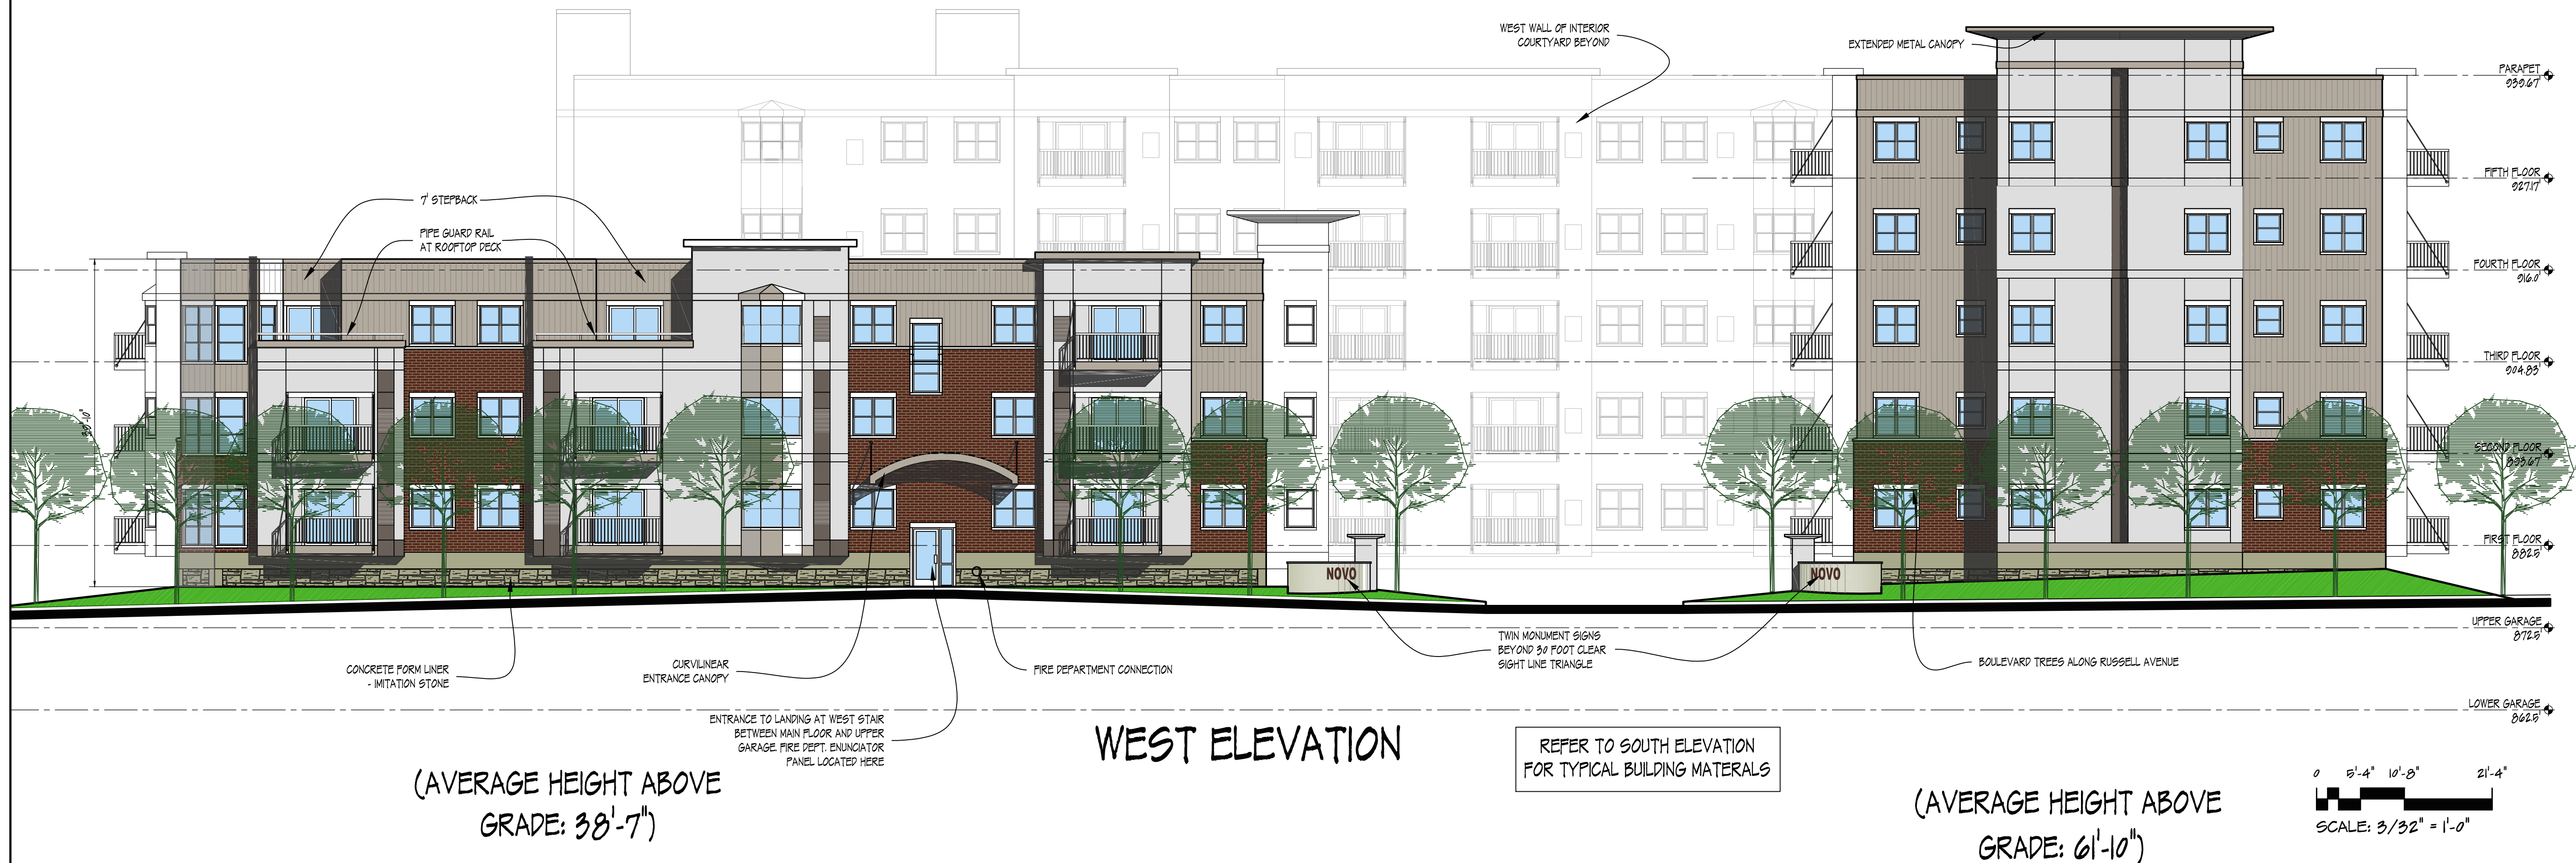 WEST WALL OF INTERIOR
COURTYARD BEYOND
EXTENDED METAL CANOPY
PARAPET
939.67'
7' STEPBACK
FIFTH FLOOR
927.17'
PIPE GUARD RAIL
AT ROOFTOP DECK
FOURTH FLOOR
916.0'
THIRD FLOOR
904.83'
SECOND FLOOR
893.67'
FIRST FLOOR
882.5'
NOVO
NOVO
UPPER GARAGE
872.5'
CONCRETE FORM LINER
- IMITATION STONE
CURVILINEAR
ENTRANCE CANOPY
FIRE DEPARTMENT CONNECTION
TWIN MONUMENT SIGNS
BEYOND 30 FOOT CLEAR
SIGHT LINE TRIANGLE
BOULEVARD TREES ALONG RUSSELL AVENUE
LOWER GARAGE
862.5'
ENTRANCE TO LANDING AT WEST STAIR
BETWEEN MAIN FLOOR AND UPPER
GARAGE. FIRE DEPT. ENUNCIATOR
PANEL LOCATED HERE
WEST ELEVATION
REFER TO SOUTH ELEVATION
FOR TYPICAL BUILDING MATERALS
(AVERAGE HEIGHT ABOVE
GRADE: 38'-7")
(AVERAGE HEIGHT ABOVE
GRADE: 61'-10")
0 5'-4" 10'-8" 21'-4"
SCALE: 3/32" = 1'-0"